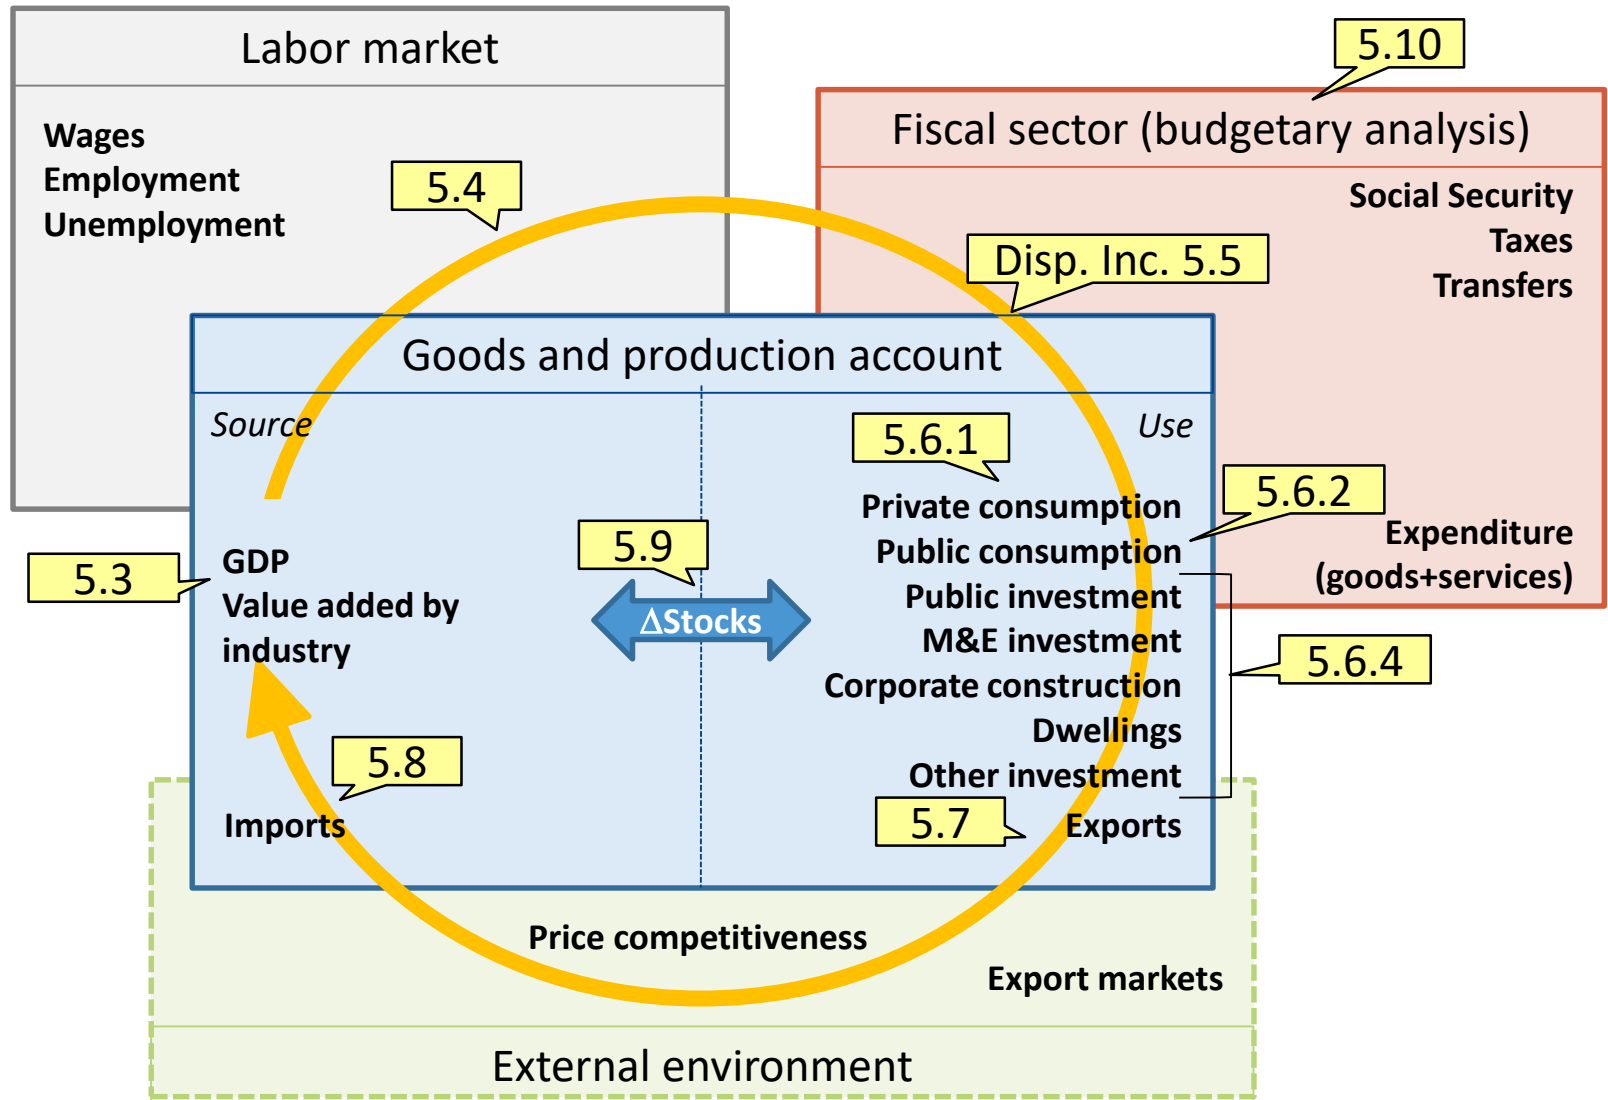 Labor market
Wages
Employment
Unemployment
5.4
5.10
Fiscal sector (budgetary analysis)
Social Security
Taxes
Transfers
Disp. Inc. 5.5
Goods and production account
Source
Use
5.6.1
Private consumption
5.6.2
Public consumption
Expenditure
(goods+services)
5.3
GDP
Value added by
industry
5.9
ΔStocks
Public investment
M&E investment
5.6.4
Corporate construction
Dwellings
Other investment
5.8
Imports
5.7
Exports
Price competitiveness
Export markets
External environment